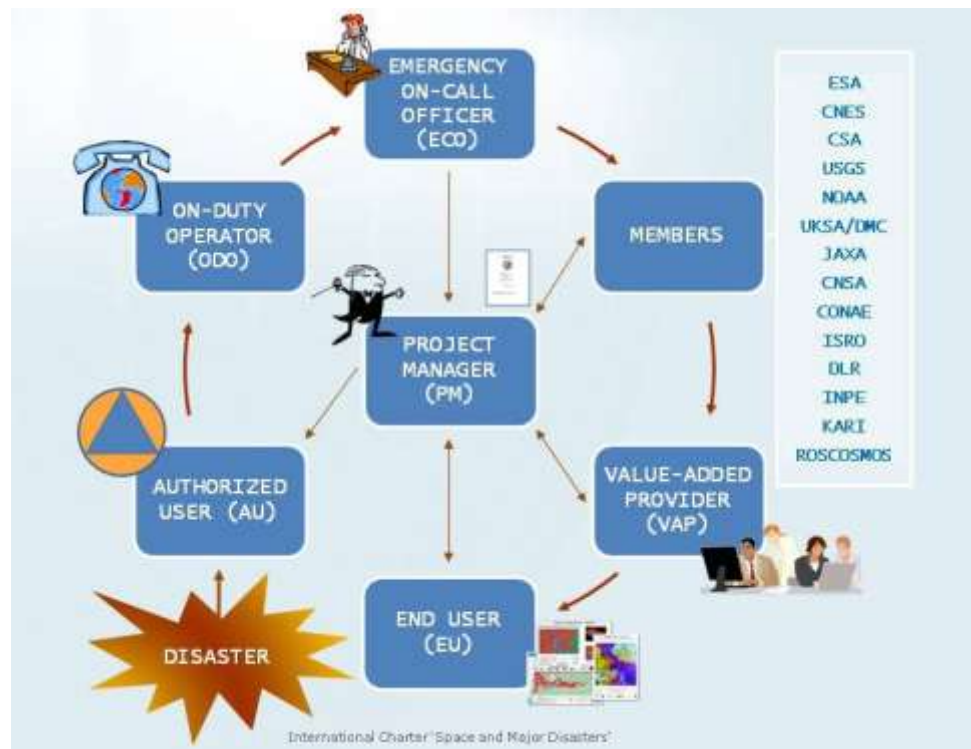 EMERGENCY
ON-CALL
OFFICER
(ECO)
ON-DUTY
OPERATOR
(ODO)
MEMBERS
ESA
CNES
CSA
USGS
NOAA
UKSA/DMC
JAXA
CNSA
CONAE
ISRO
DLR
INPE
KARI
ROSCOSMOS
PROJECT
MANAGER
(PM)
AUTHORIZED
USER (AU)
VALUE-ADDED
PROVIDER
(VAP)
END USER
(EU)
DISASTER
International Charter 'Space and Major Disasters'